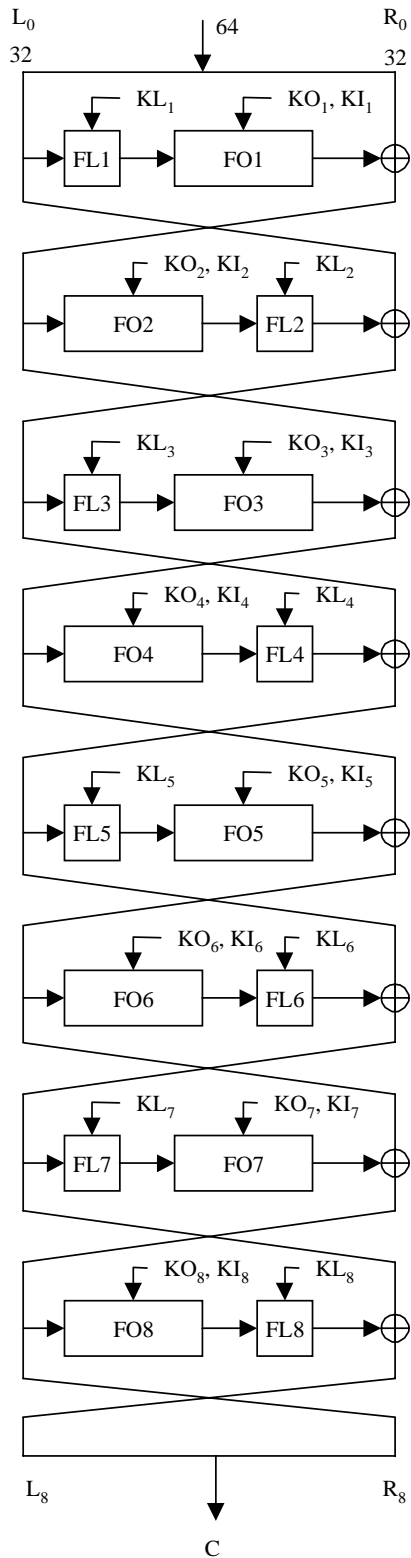 L0 R0
64
32 32
KL1 KO1, KI1
FL1 FO1
KO2, KI2 KL2
FO2 FL2
KL3 KO3, KI3
FL3 FO3
KO4, KI4 KL4
FO4 FL4
KL5 KO5, KI5
FL5 FO5
KO6, KI6 KL6
FO6 FL6
KL7 KO7, KI7
FL7 FO7
KO8, KI8 KL8
FO8 FL8
L8 R8
C